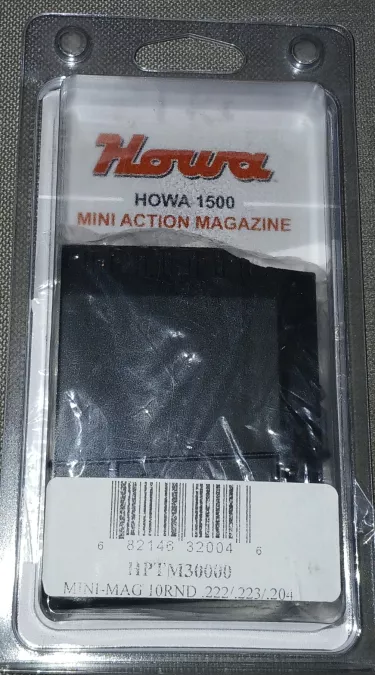 Howa
HOWA 1500
MINI ACTION MAGAZINE
6 82146 32004 6
HPTM30000
MINI-MAG 10RND .222/.223/.204